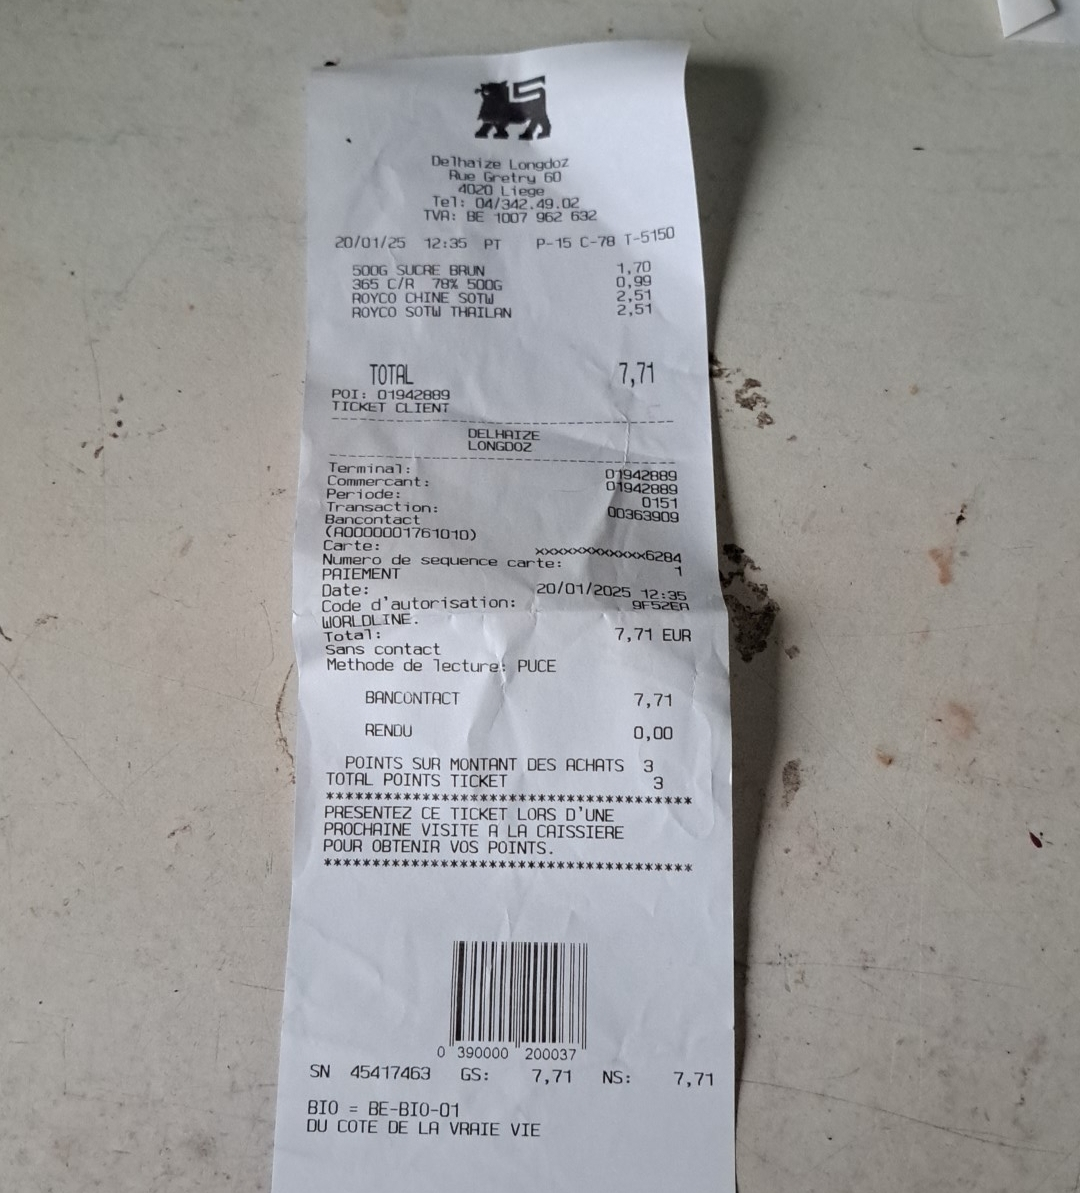 Delhaize Longdoz
Rue Gretry 60
4020 Liege
Tel: 04/342.49.02
TVA: BE 1007 962 632
20/01/25 12:35 PT P-15 C-78 T-5150
500G SUCRE BRUN 1,70
365 C/R 78% 500G 0,99
ROYCO CHINE SOTW 2,51
ROYCO SOTW THAILAN 2,51
TOTAL 7,71
POI: 01942889
TICKET CLIENT
DELHAIZE
LONGDOZ
Terminal: 01942889
Commercant: 01942889
Periode: 0151
Transaction: 00363909
Bancontact
(A0000001761010)
Carte: xxxxxxxxxxxxx6284
Numero de sequence carte: 1
PAIEMENT
Date: 20/01/2025 12:35
Code d'autorisation: 9F52EA
WORLDLINE.
Total: 7,71 EUR
Sans contact
Methode de lecture: PUCE
BANCONTACT 7,71
RENDU 0,00
POINTS SUR MONTANT DES ACHATS 3
TOTAL POINTS TICKET 3
**************************************
PRESENTEZ CE TICKET LORS D'UNE
PROCHAINE VISITE A LA CAISSIERE
POUR OBTENIR VOS POINTS.
**************************************
0 390000 200037
SN 45417463 GS: 7,71 NS: 7,71
BIO = BE-BIO-01
DU COTE DE LA VRAIE VIE